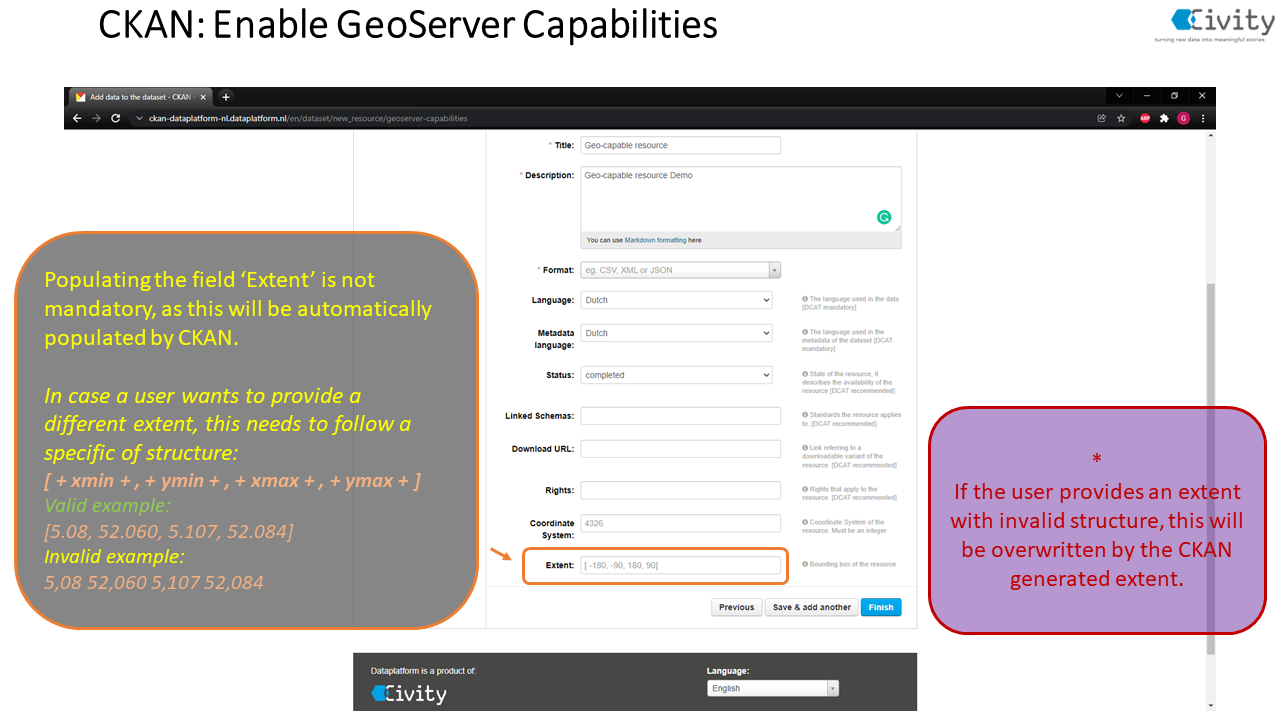 CKAN: Enable GeoServer Capabilities
Civity
turning raw data into meaningful stories
Add data to the dataset - CKAN
ckan-dataplatform-nl.dataplatform.nl/en/dataset/new_resource/geoserver-capabilities
ABP
G
* Title:
Geo-capable resource
* Description:
Geo-capable resource Demo
You can use Markdown formatting here
* Format:
eg. CSV, XML or JSON
Language:
Dutch
The language used in the data
[DCAT mandatory]
Metadata
language:
Dutch
The language used in the
metadata of the dataset [DCAT
mandatory]
Status:
completed
State of the resource, it
describes the availability of the
resource [DCAT recommended]
Linked Schemas:
Standards the resource applies
to. [DCAT recommended]
Download URL:
Link referring to a
downloadable variant of the
resource. [DCAT recommended]
Rights:
Rights that apply to the
resource. [DCAT recommended]
Coordinate
System:
4326
Coordinate System of the
resource. Must be an integer
Extent:
[ -180, -90, 180, 90]
Bounding box of the resource
Previous
Save & add another
Finish
Populating the field ‘Extent’ is not
mandatory, as this will be automatically
populated by CKAN.
In case a user wants to provide a
different extent, this needs to follow a
specific of structure:
[ + xmin + , + ymin + , + xmax + , + ymax + ]
Valid example:
[5.08, 52.060, 5.107, 52.084]
Invalid example:
5,08 52,060 5,107 52,084
*
If the user provides an extent
with invalid structure, this will
be overwritten by the CKAN
generated extent.
Dataplatform is a product of:
Civity
Language:
English